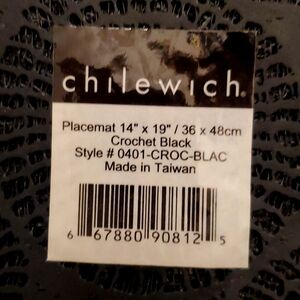 chilewich®
Placemat 14" x 19" / 36 x 48cm
Crochet Black
Style # 0401-CROC-BLAC
Made in Taiwan
6 67880 90812 5